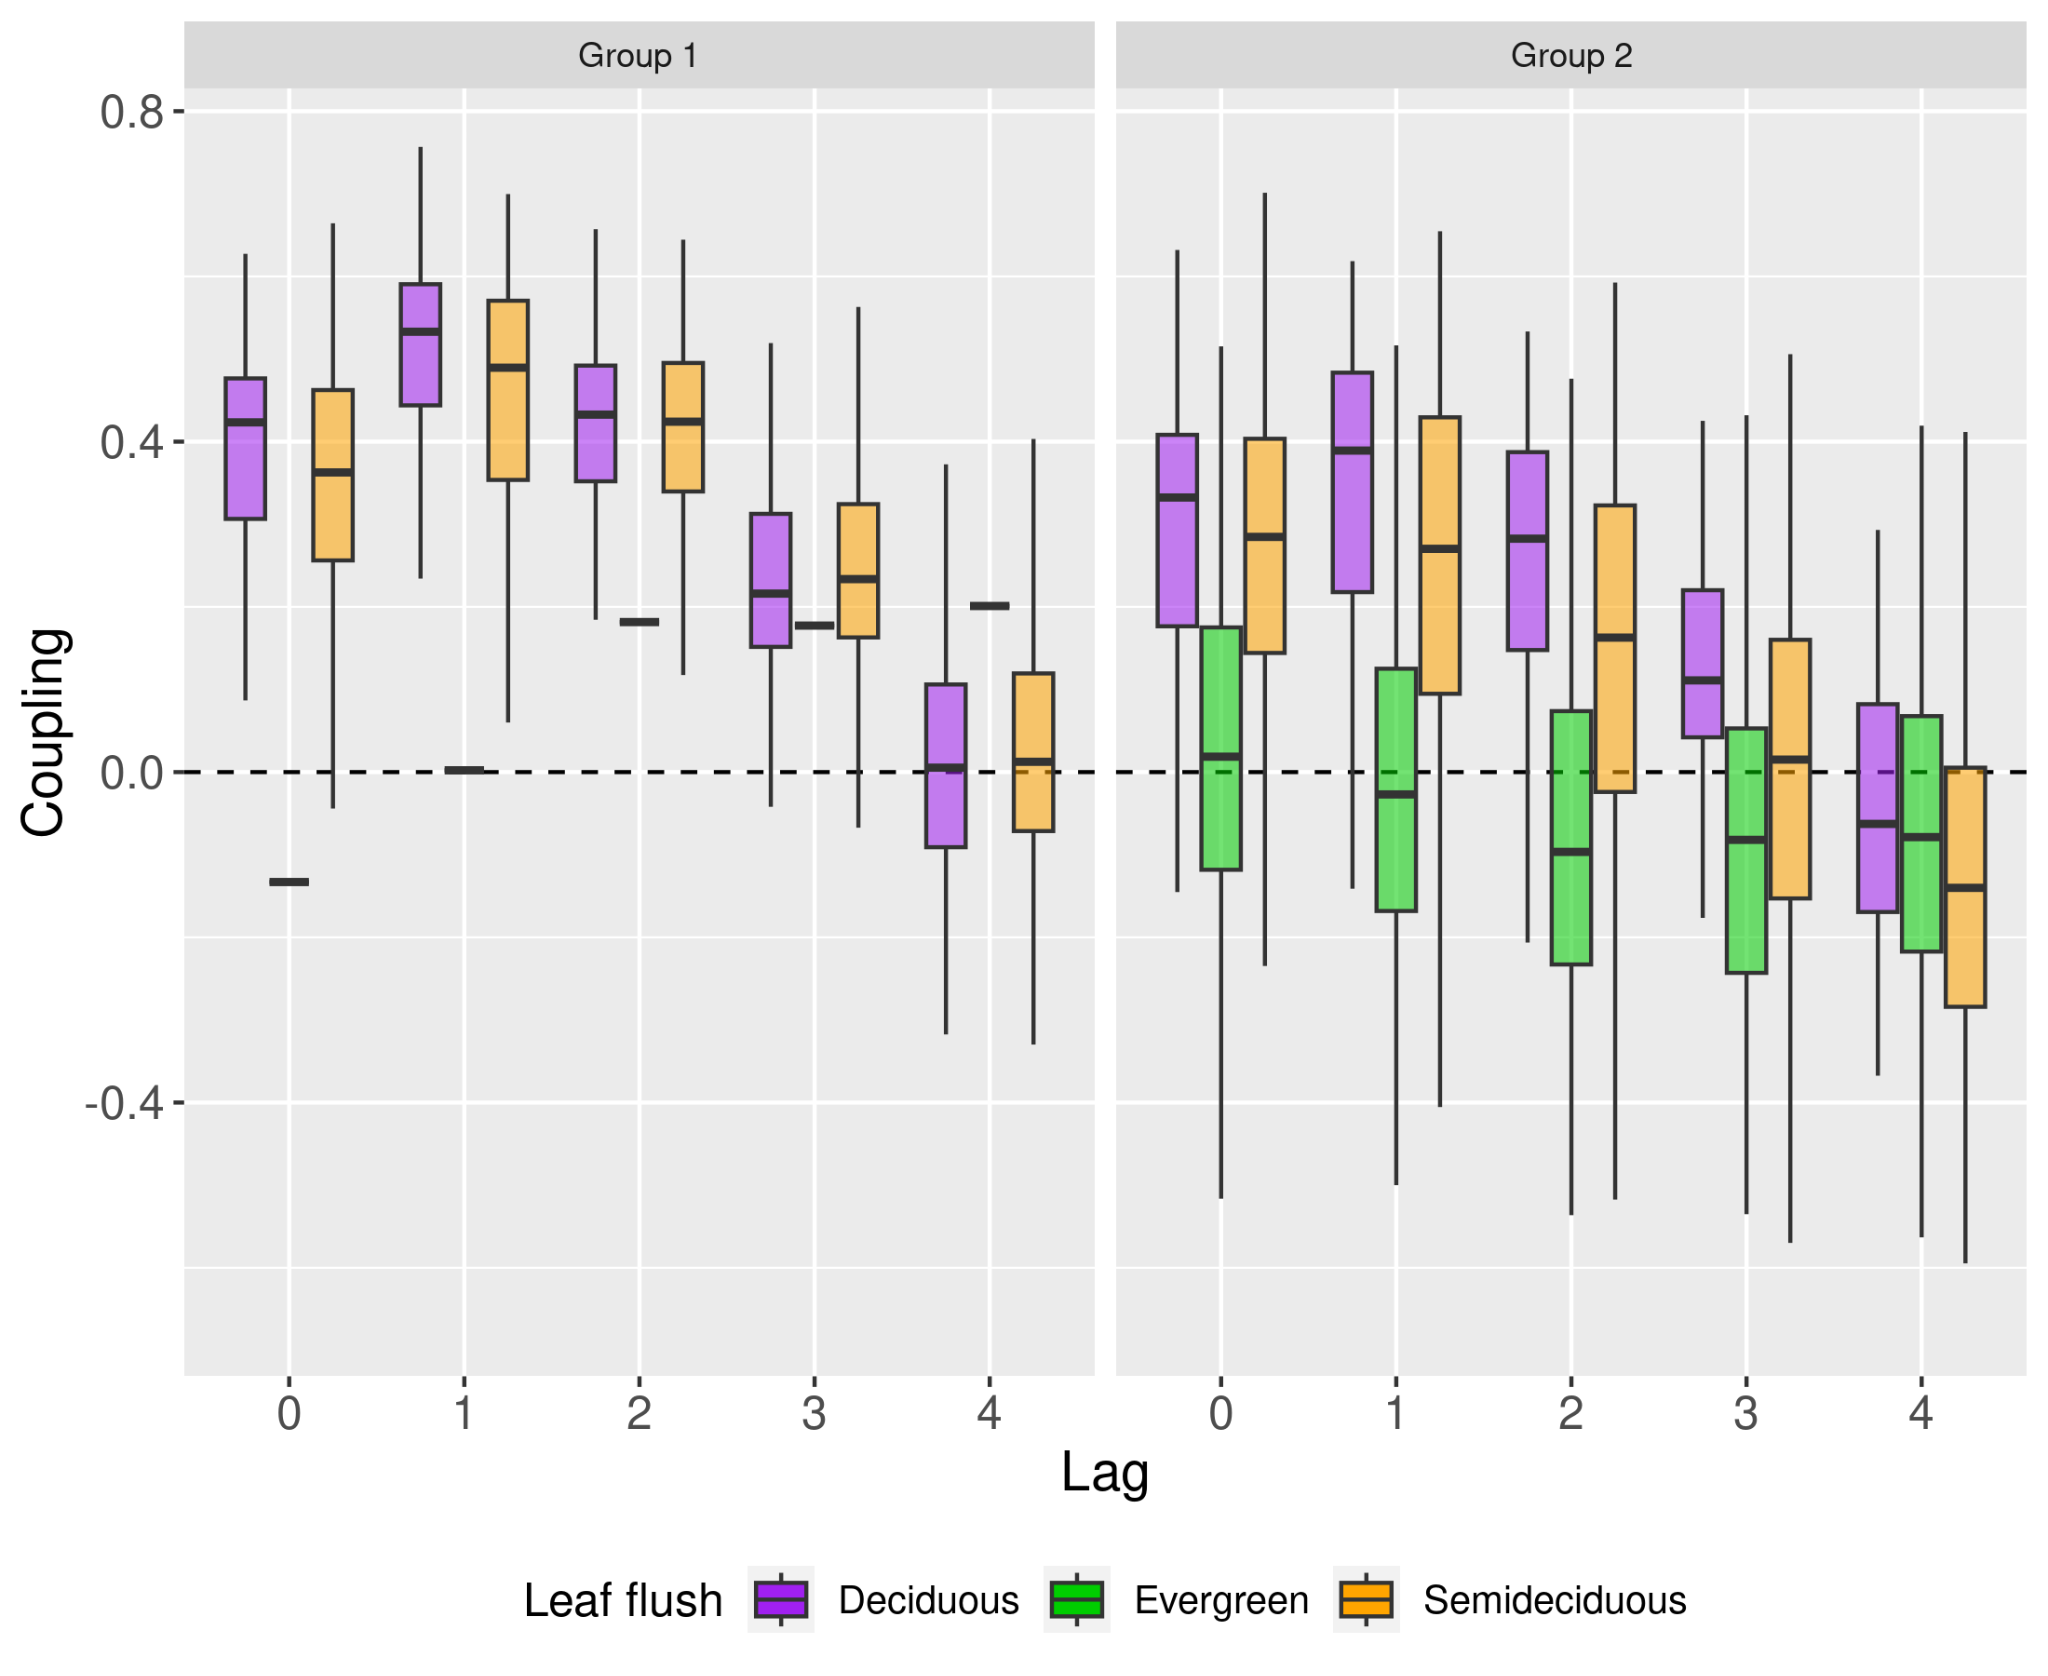 Group 1 Group 2
0.8
0.4
0.0
-0.4
Coupling
0 1 2 3 4 0 1 2 3 4
Lag
Leaf flush Deciduous Evergreen Semideciduous